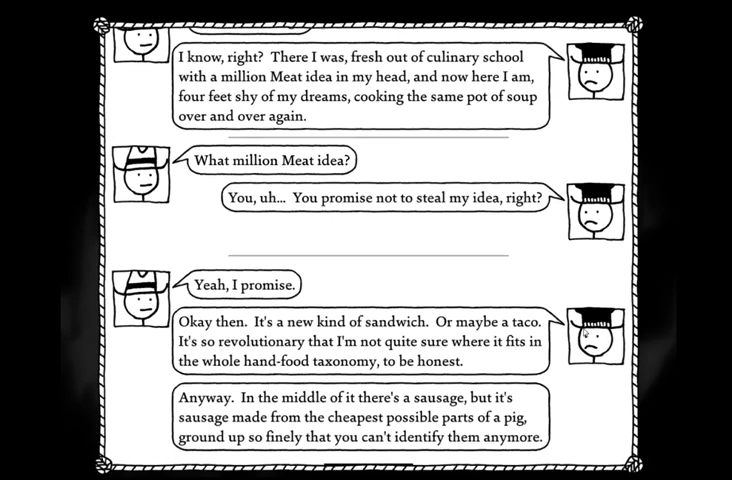 I know, right? There I was, fresh out of culinary school
with a million Meat idea in my head, and now here I am,
four feet shy of my dreams, cooking the same pot of soup
over and over again.
What million Meat idea?
You, uh... You promise not to steal my idea, right?
Yeah, I promise.
Okay then. It's a new kind of sandwich. Or maybe a taco.
It's so revolutionary that I'm not quite sure where it fits in
the whole hand-food taxonomy, to be honest.
Anyway. In the middle of it there's a sausage, but it's
sausage made from the cheapest possible parts of a pig,
ground up so finely that you can't identify them anymore.